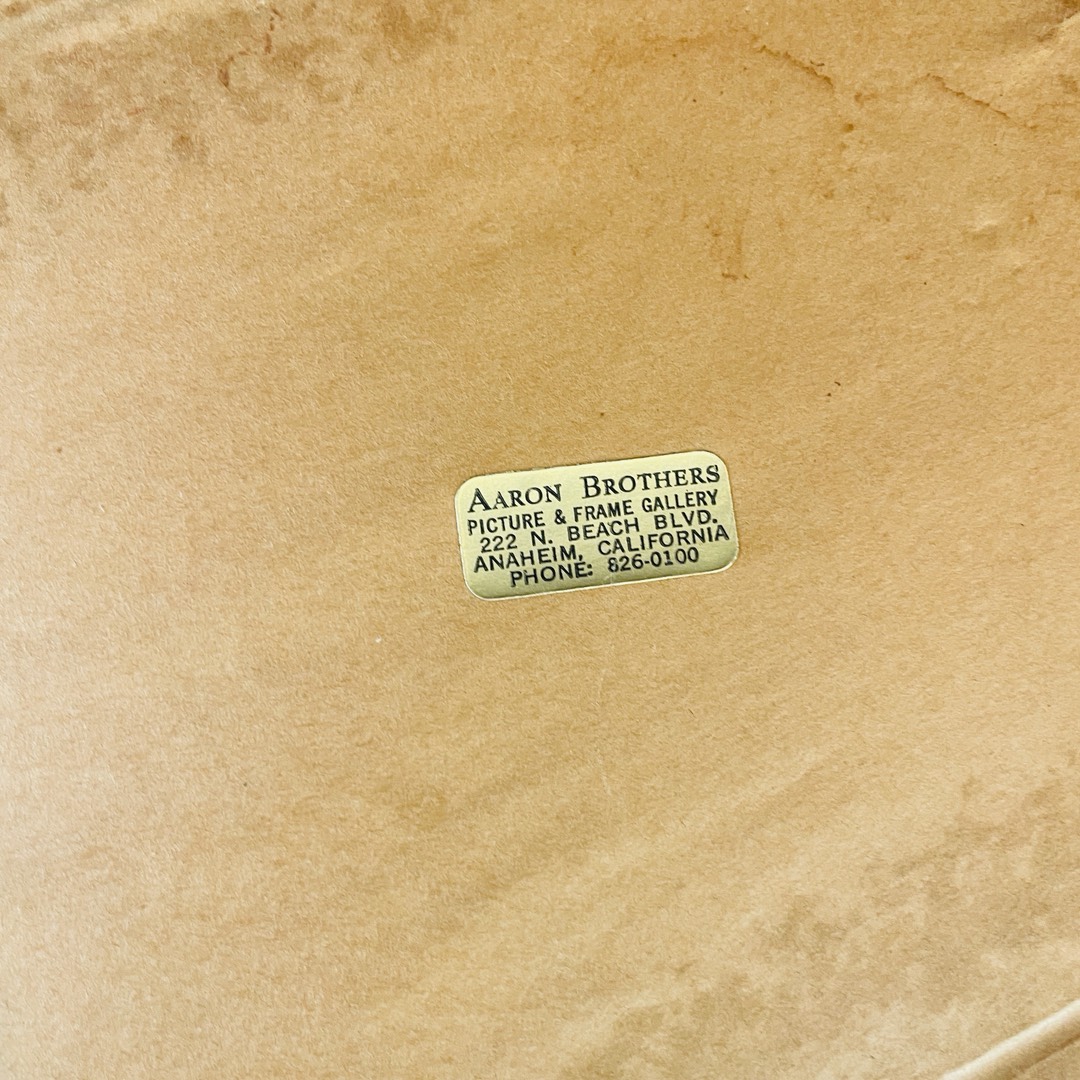 AARON BROTHERS
PICTURE & FRAME GALLERY
222 N. BEACH BLVD.
ANAHEIM, CALIFORNIA
PHONE: 826-0100